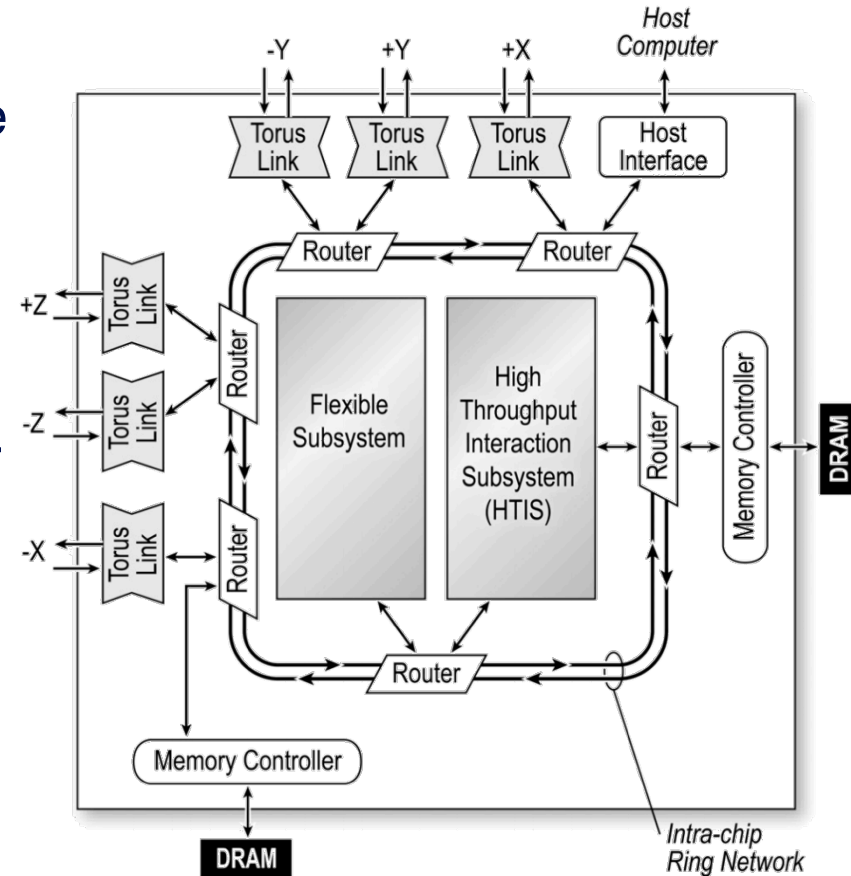 Host
Computer
-Y
+Y
+X
Torus
Link
Torus
Link
Torus
Link
Host
Interface
e
Router
Router
+Z
Torus
Link
Router
-Z
Torus
Link
Flexible
Subsystem
High
Throughput
Interaction
Subsystem
(HTIS)
Router
Memory Controller
DRAM
-X
Torus
Link
Router
Router
Memory Controller
DRAM
Intra-chip
Ring Network